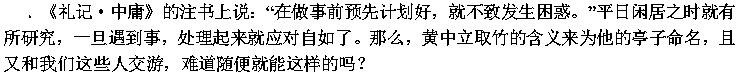 ．《礼记·中庸》的注书上说：“在做事前预先计划好，就不致发生困惑。”平日闲居之时就有
所研究，一旦遇到事，处理起来就应对自如了。那么，黄中立取竹的含义来为他的亭子命名，且
又和我们这些人交游，难道随便就能这样的吗？